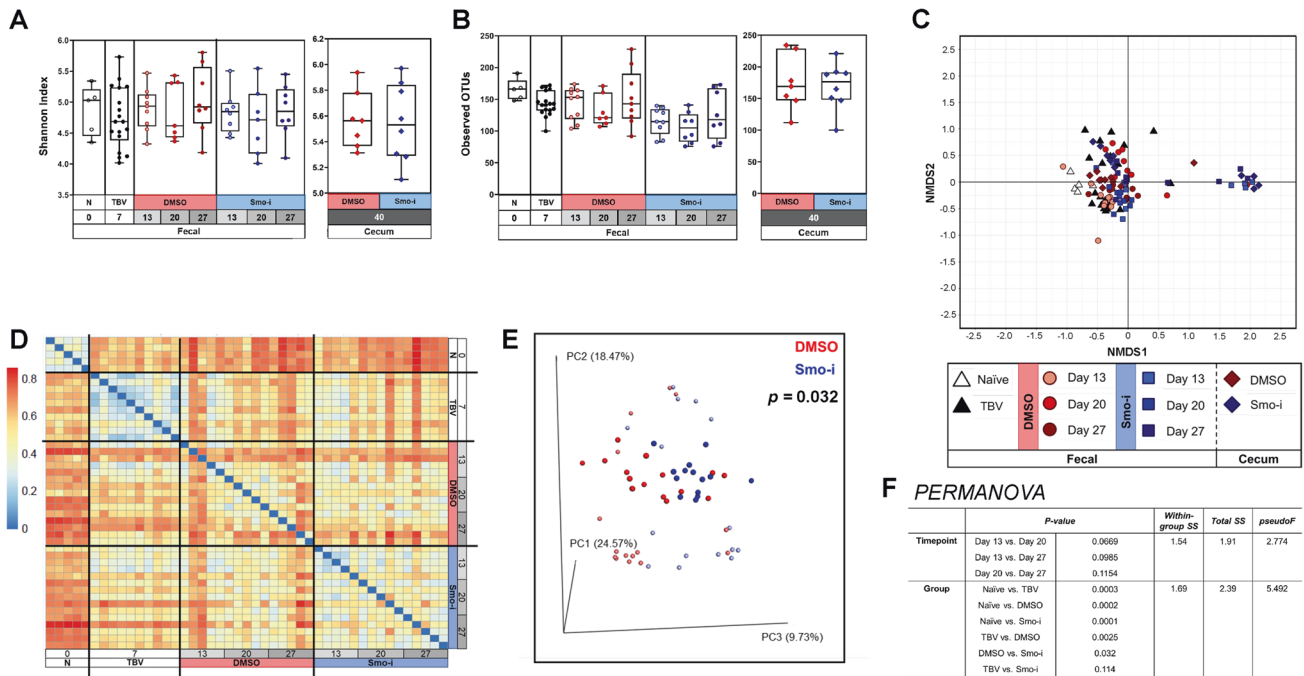 A
Shannon Index
6.0
5.5
5.0
4.5
4.0
3.5
N TBV DMSO Smo-i
0 7 13 20 27 13 20 27
Fecal
6.2
6.0
5.8
5.6
5.4
5.2
5.0
DMSO Smo-i
40
Cecum
B
Observed OTUs
250
200
150
100
50
0
N TBV DMSO Smo-i
0 7 13 20 27 13 20 27
Fecal
250
200
150
100
50
0
DMSO Smo-i
40
Cecum
C
NMDS2
2.5
2.0
1.5
1.0
0.5
0
-0.5
-1.0
-1.5
-2.0
-2.5
-2.5 -2.0 -1.5 -1.0 -0.5 0 0.5 1.0 1.5 2.0 2.5
NMDS1
Naïve
TBV
DMSO
Day 13
Day 20
Day 27
Smo-i
Day 13
Day 20
Day 27
DMSO
Smo-i
Fecal Cecum
D
0.8
0.6
0.4
0.2
0
N 0
TBV 7
DMSO 13 20 27
Smo-i 13 20 27
0 7 13 20 27 13 20 27
N TBV DMSO Smo-i
E
DMSO
Smo-i
p = 0.032
PC2 (18.47%)
PC1 (24.57%)
PC3 (9.73%)
F PERMANOVA
P-value Within-group SS Total SS pseudoF
Timepoint Day 13 vs. Day 20 0.0669 1.54 1.91 2.774
Day 13 vs. Day 27 0.0985
Day 20 vs. Day 27 0.1154
Group Naïve vs. TBV 0.0003 1.69 2.39 5.492
Naïve vs. DMSO 0.0002
Naïve vs. Smo-i 0.0001
TBV vs. DMSO 0.0025
DMSO vs. Smo-i 0.032
TBV vs. Smo-i 0.114